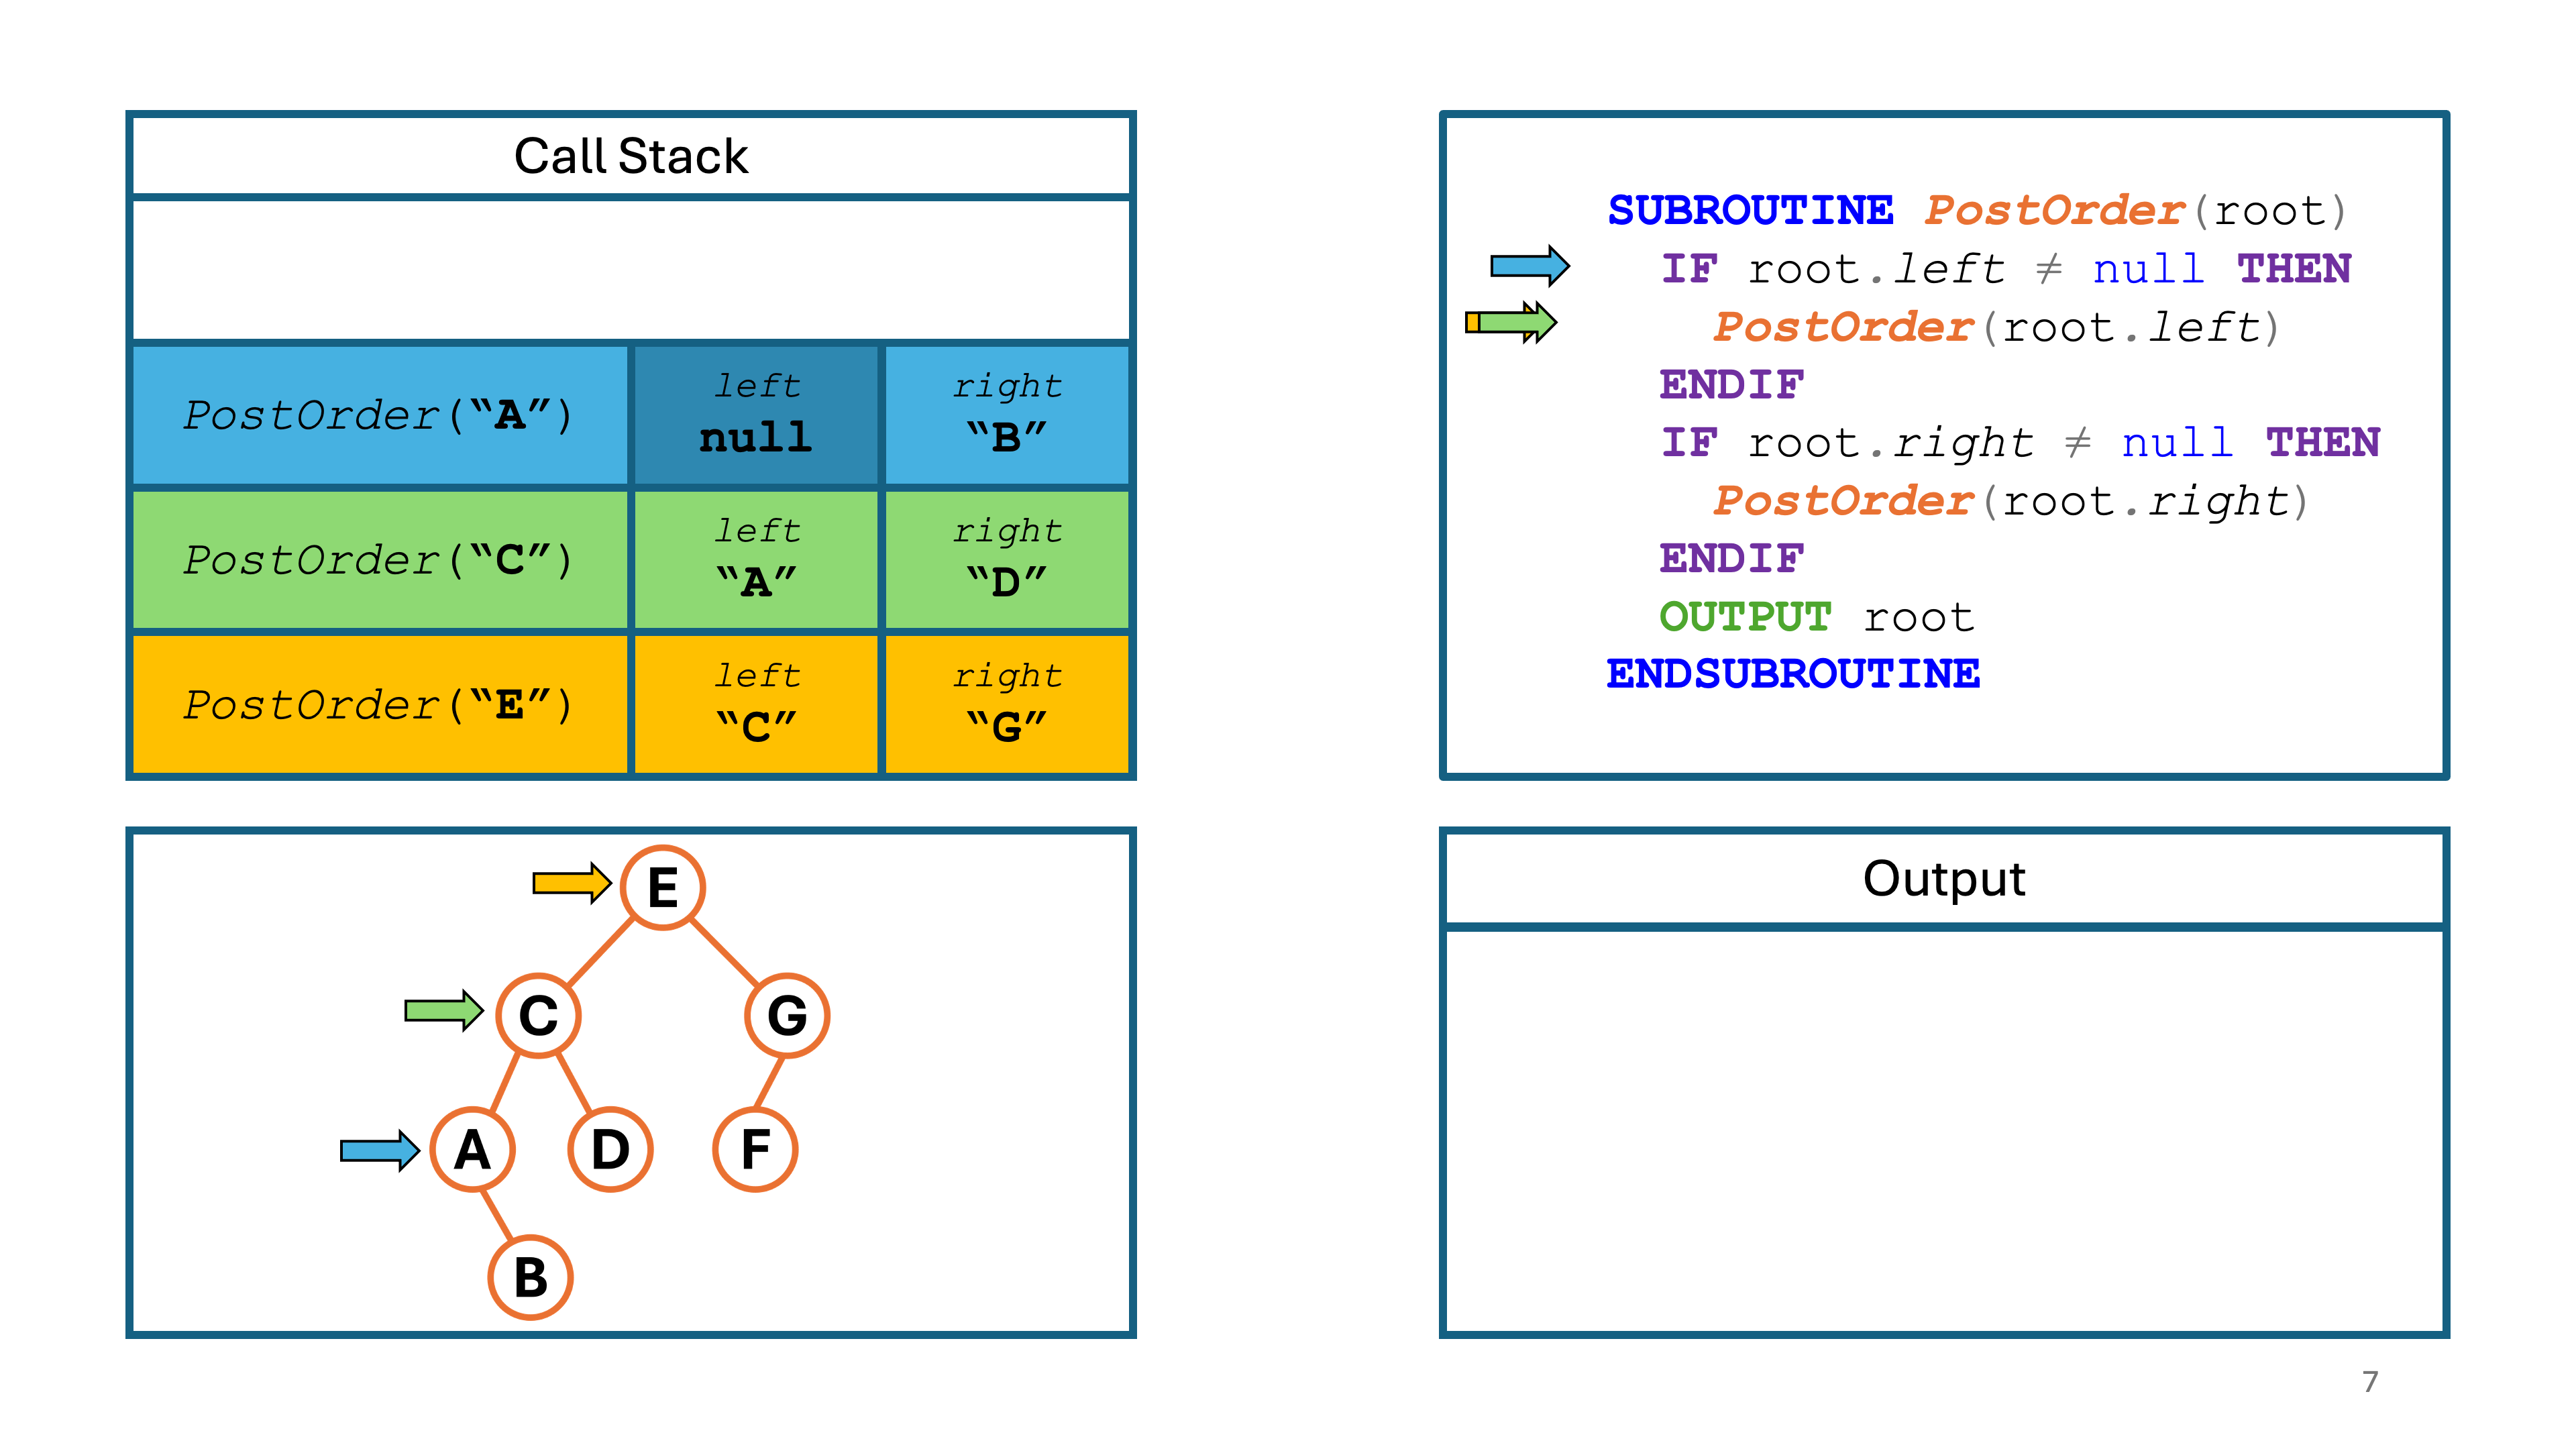 Call Stack
PostOrder(“A”)
left
null
right
“B”
PostOrder(“C”)
left
“A”
right
“D”
PostOrder(“E”)
left
“C”
right
“G”
SUBROUTINE PostOrder(root)
IF root.left ≠ null THEN
PostOrder(root.left)
ENDIF
IF root.right ≠ null THEN
PostOrder(root.right)
ENDIF
OUTPUT root
ENDSUBROUTINE
E
C
G
A
D
F
B
Output
7